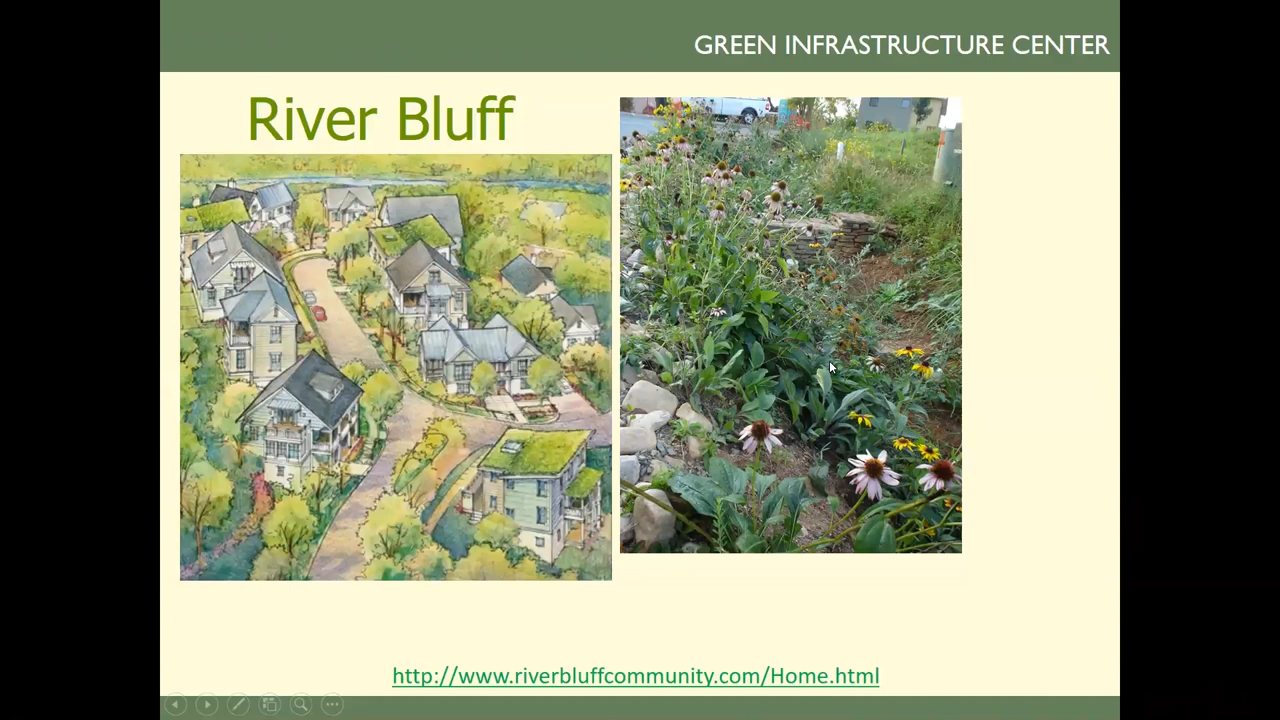 GREEN INFRASTRUCTURE CENTER
River Bluff
http://www.riverbluffcommunity.com/Home.html